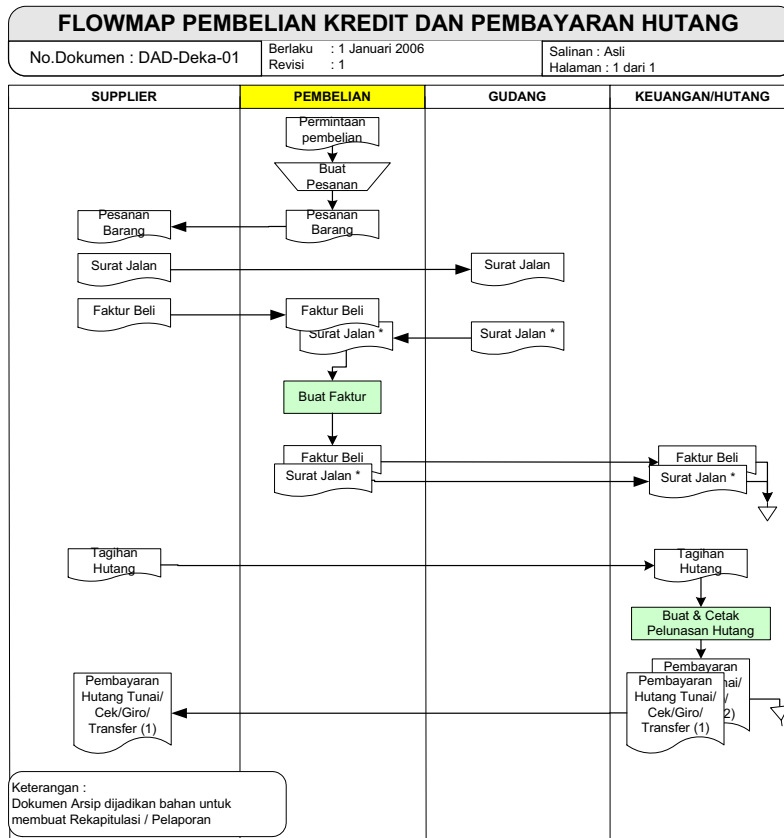 FLOWMAP PEMBELIAN KREDIT DAN PEMBAYARAN HUTANG
No.Dokumen : DAD-Deka-01
Berlaku : 1 Januari 2006
Revisi : 1
Salinan : Asli
Halaman : 1 dari 1
SUPPLIER
PEMBELIAN
GUDANG
KEUANGAN/HUTANG
Permintaan
pembelian
Buat
Pesanan
Pesanan
Barang
Pesanan
Barang
Surat Jalan
Surat Jalan
Faktur Beli
Faktur Beli
Surat Jalan *
Surat Jalan *
Buat Faktur
Faktur Beli
Surat Jalan *
Faktur Beli
Surat Jalan *
Tagihan
Hutang
Tagihan
Hutang
Buat & Cetak
Pelunasan Hutang
Pembayaran
Hutang Tunai/
Cek/Giro/
Transfer (1)
Pembayaran
nai/
/
2)
Pembayaran
Hutang Tunai/
Cek/Giro/
Transfer (1)
Keterangan :
Dokumen Arsip dijadikan bahan untuk
membuat Rekapitulasi / Pelaporan